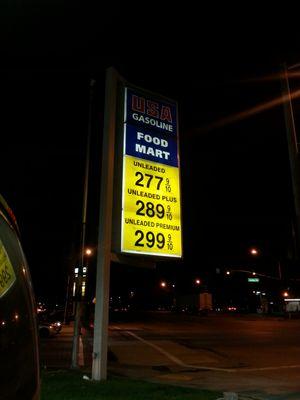 USA
GASOLINE
FOOD
MART
UNLEADED
277 9/10
UNLEADED PLUS
289 9/10
UNLEADED PREMIUM
299 9/10